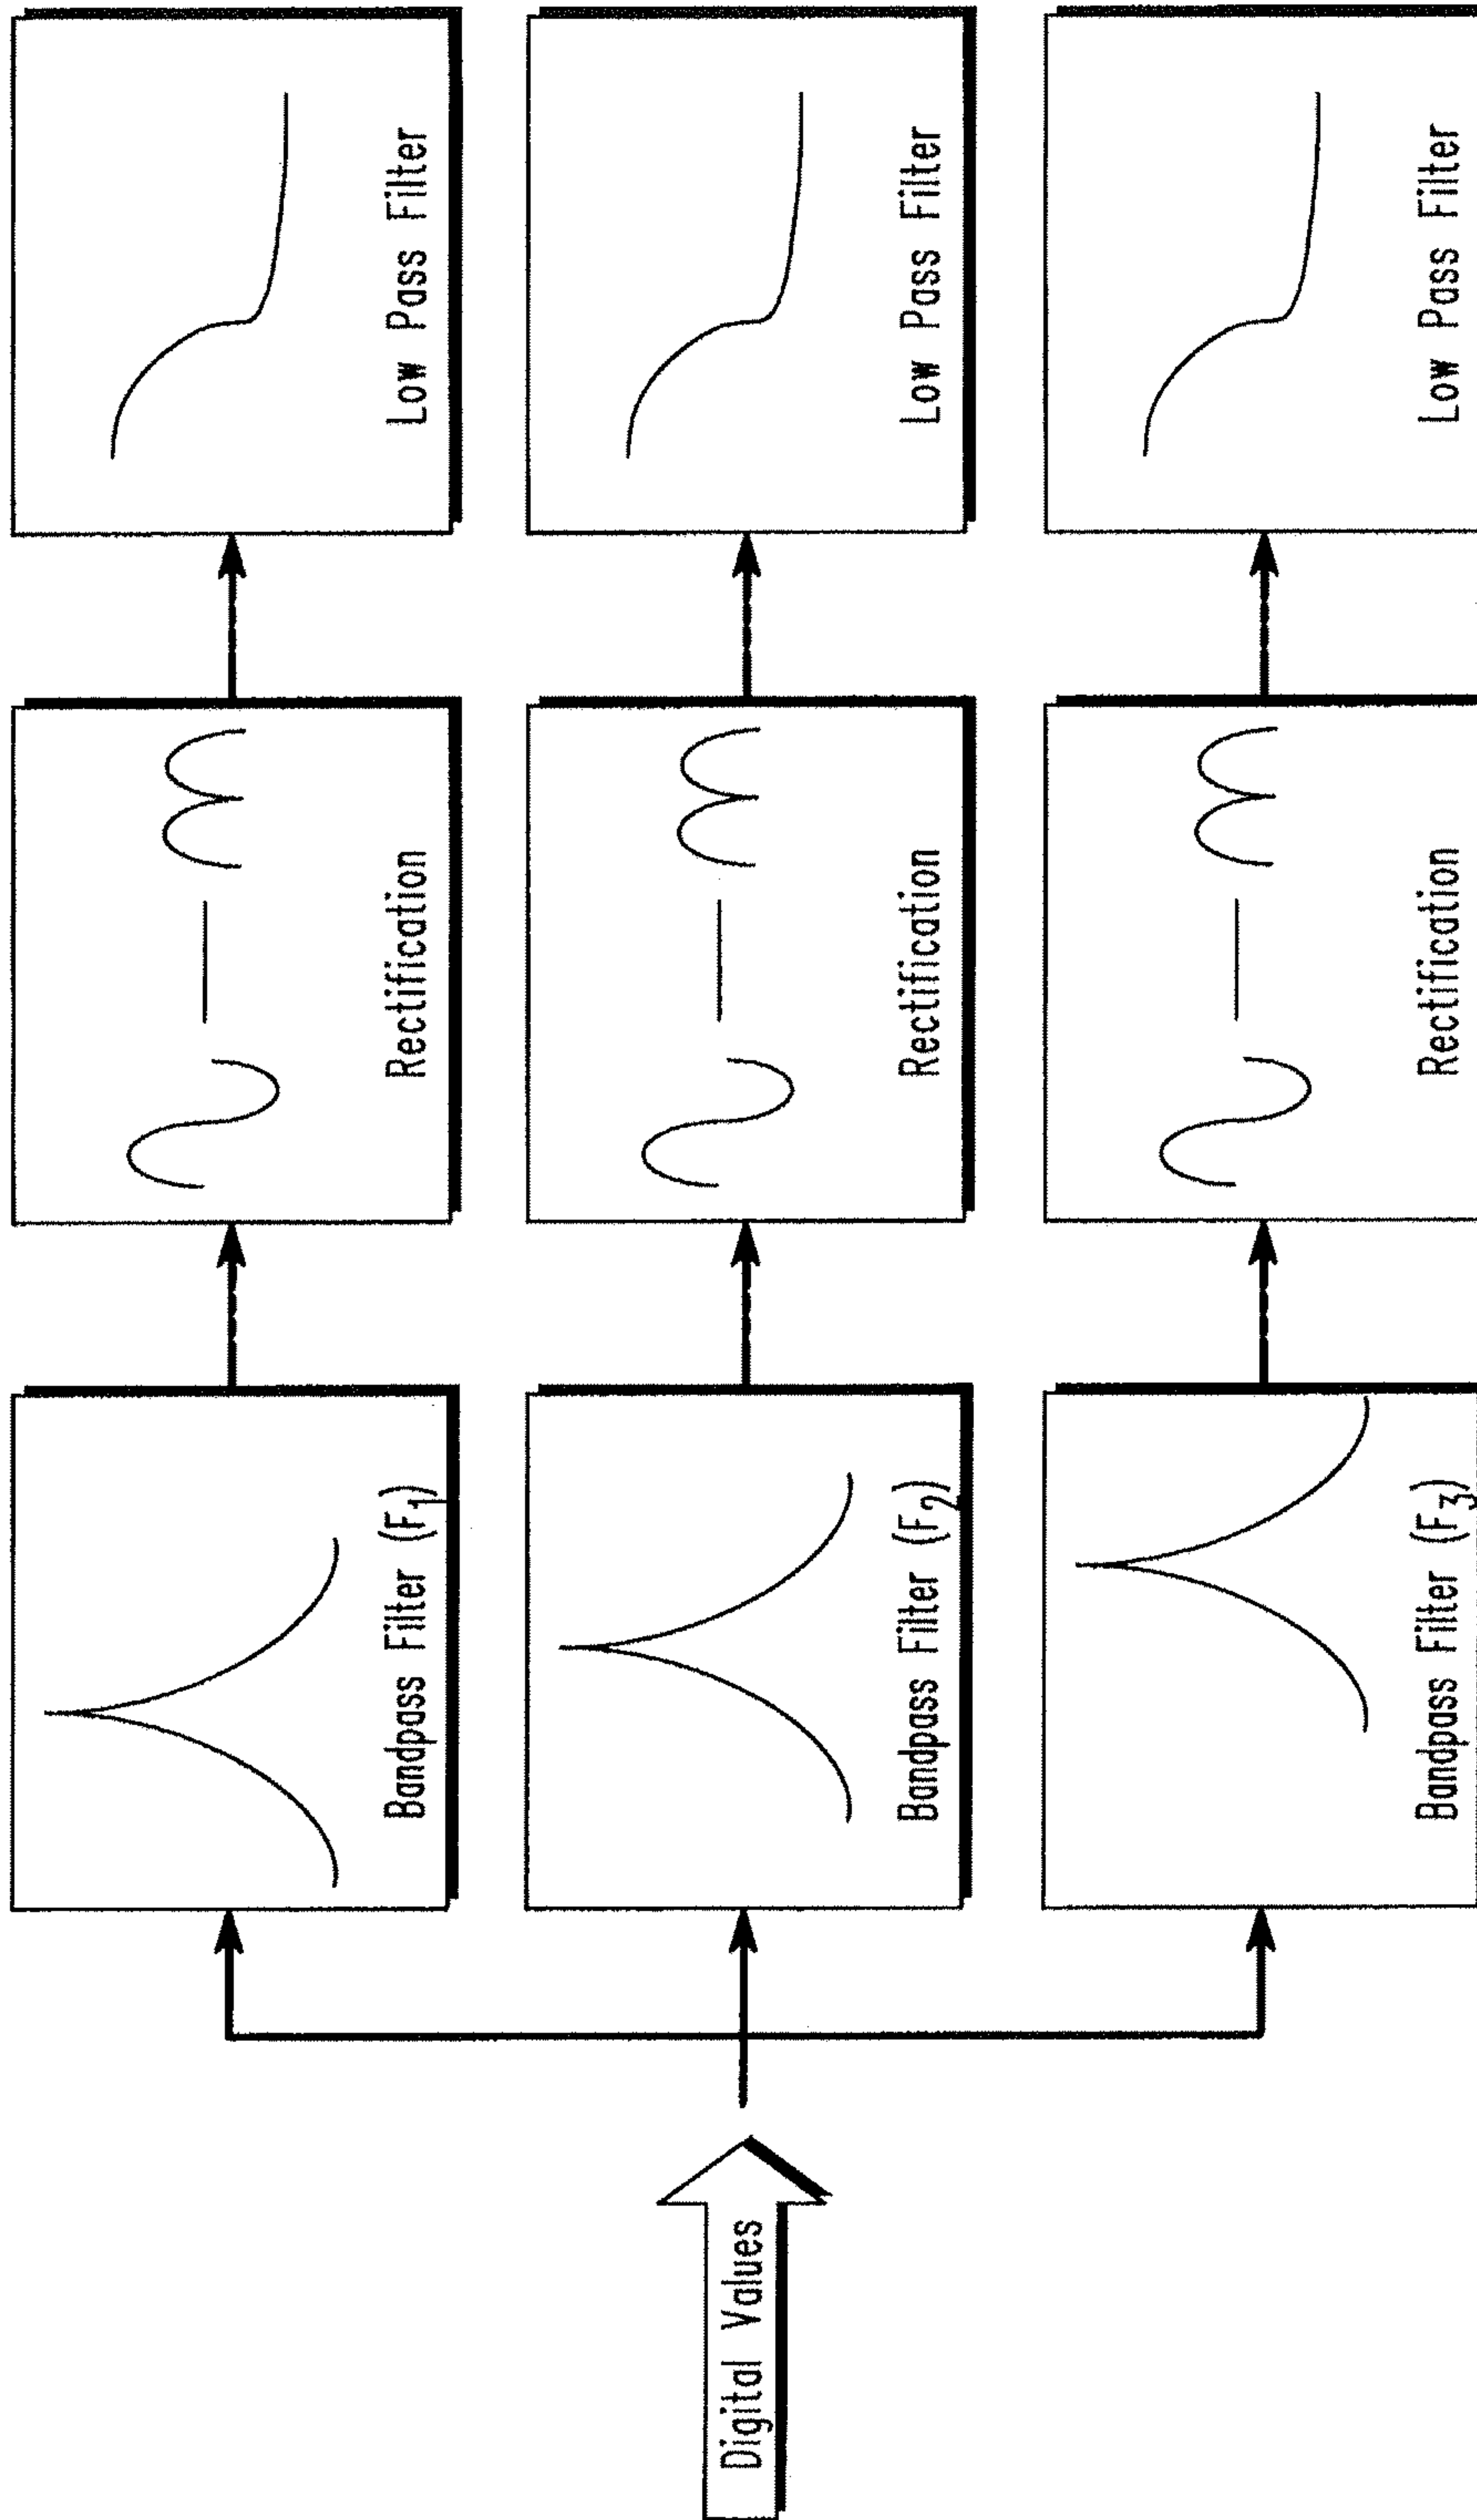 Digital Values
Bandpass Filter (F1)
Rectification
Low Pass Filter
Bandpass Filter (F2)
Rectification
Low Pass Filter
Bandpass Filter (F3)
Rectification
Low Pass Filter